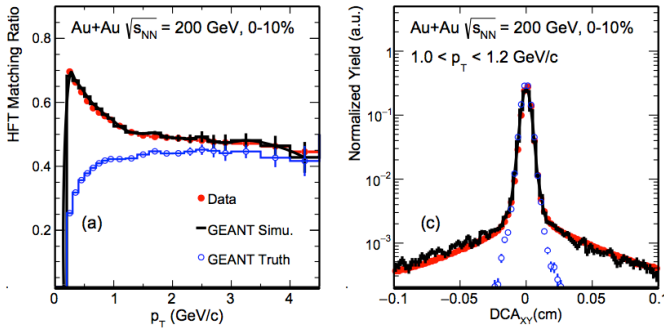 Au+Au √s_NN = 200 GeV, 0-10%
HFT Matching Ratio
0.8
0.6
0.4
0.2
(a)
Data
GEANT Simu.
GEANT Truth
0 1 2 3 4
p_T (GeV/c)
Au+Au √s_NN = 200 GeV, 0-10%
1.0 < p_T < 1.2 GeV/c
Normalized Yield (a.u.)
1
10⁻¹
10⁻²
10⁻³
(c)
-0.1 -0.05 0 0.05 0.1
DCA_XY(cm)